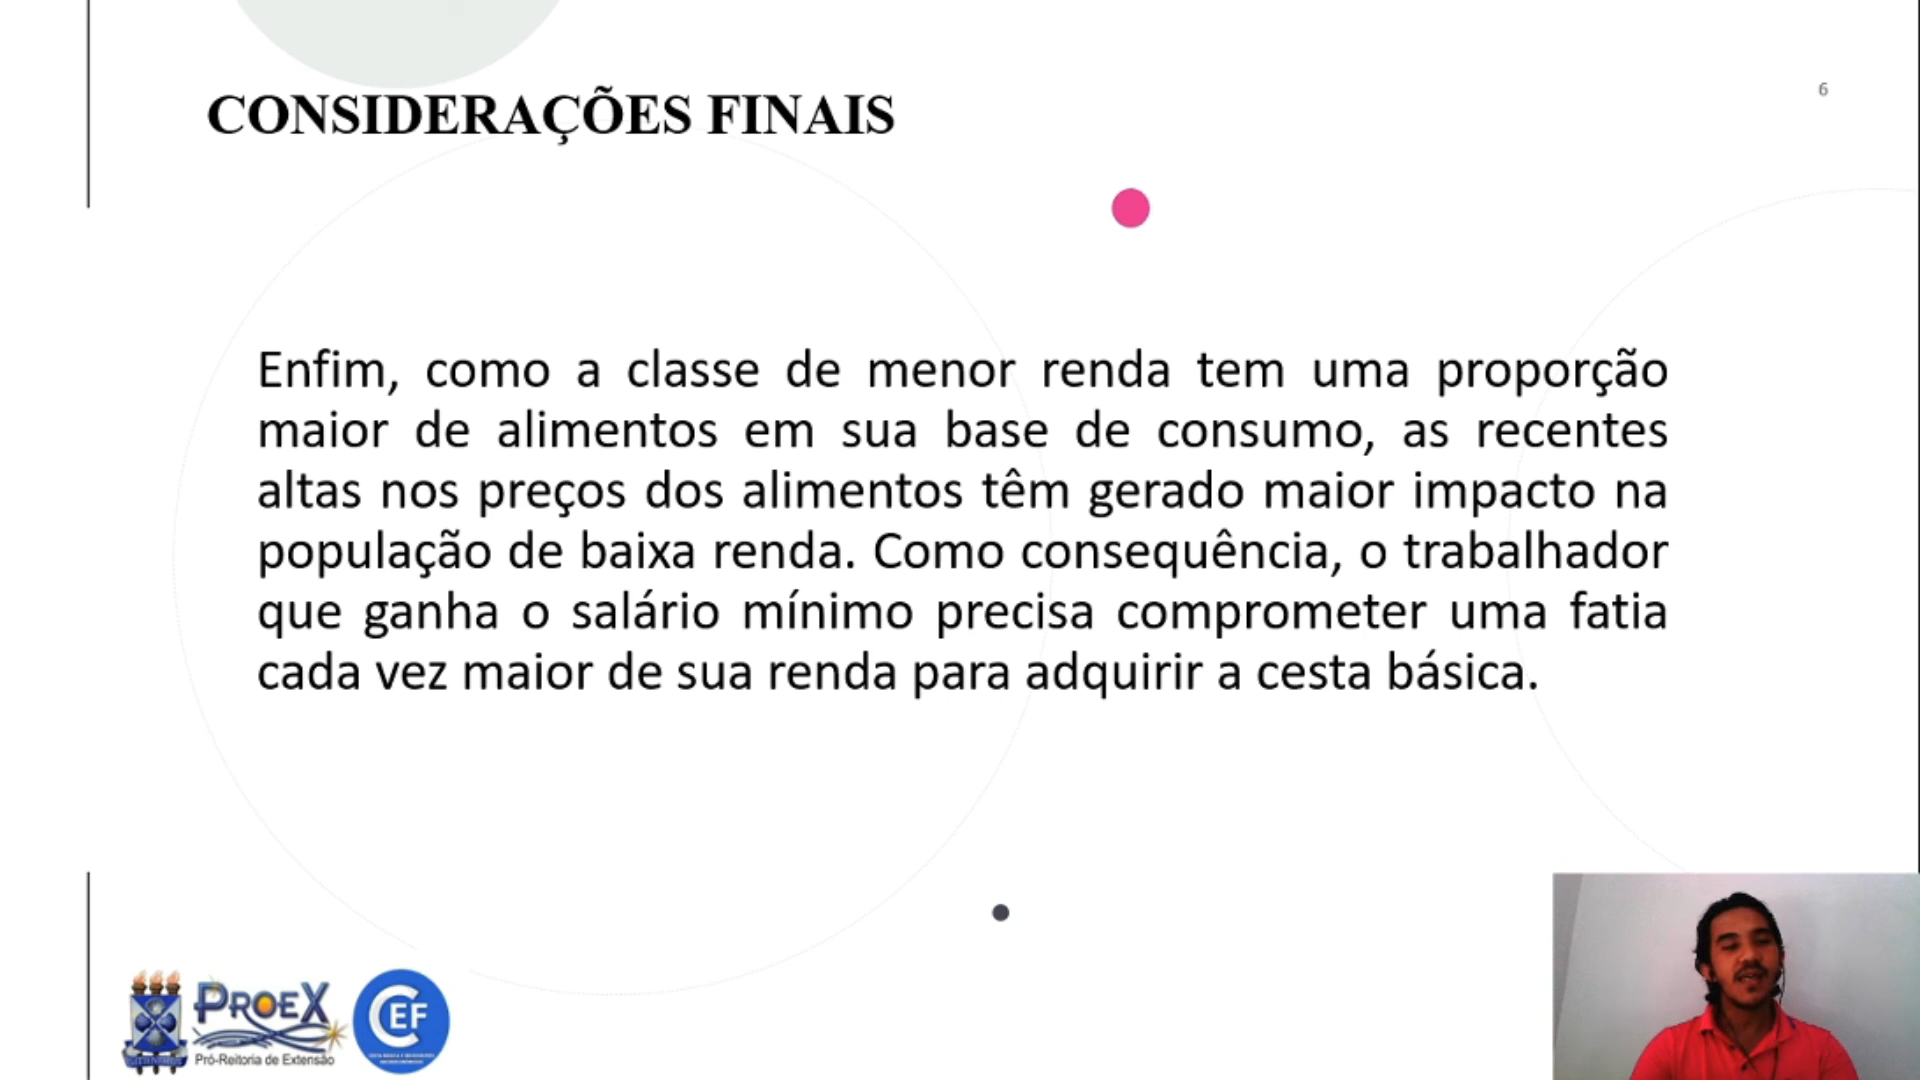 CONSIDERAÇÕES FINAIS
6
Enfim, como a classe de menor renda tem uma proporção
maior de alimentos em sua base de consumo, as recentes
altas nos preços dos alimentos têm gerado maior impacto na
população de baixa renda. Como consequência, o trabalhador
que ganha o salário mínimo precisa comprometer uma fatia
cada vez maior de sua renda para adquirir a cesta básica.
PROEX
Pró-Reitoria de Extensão
CEF